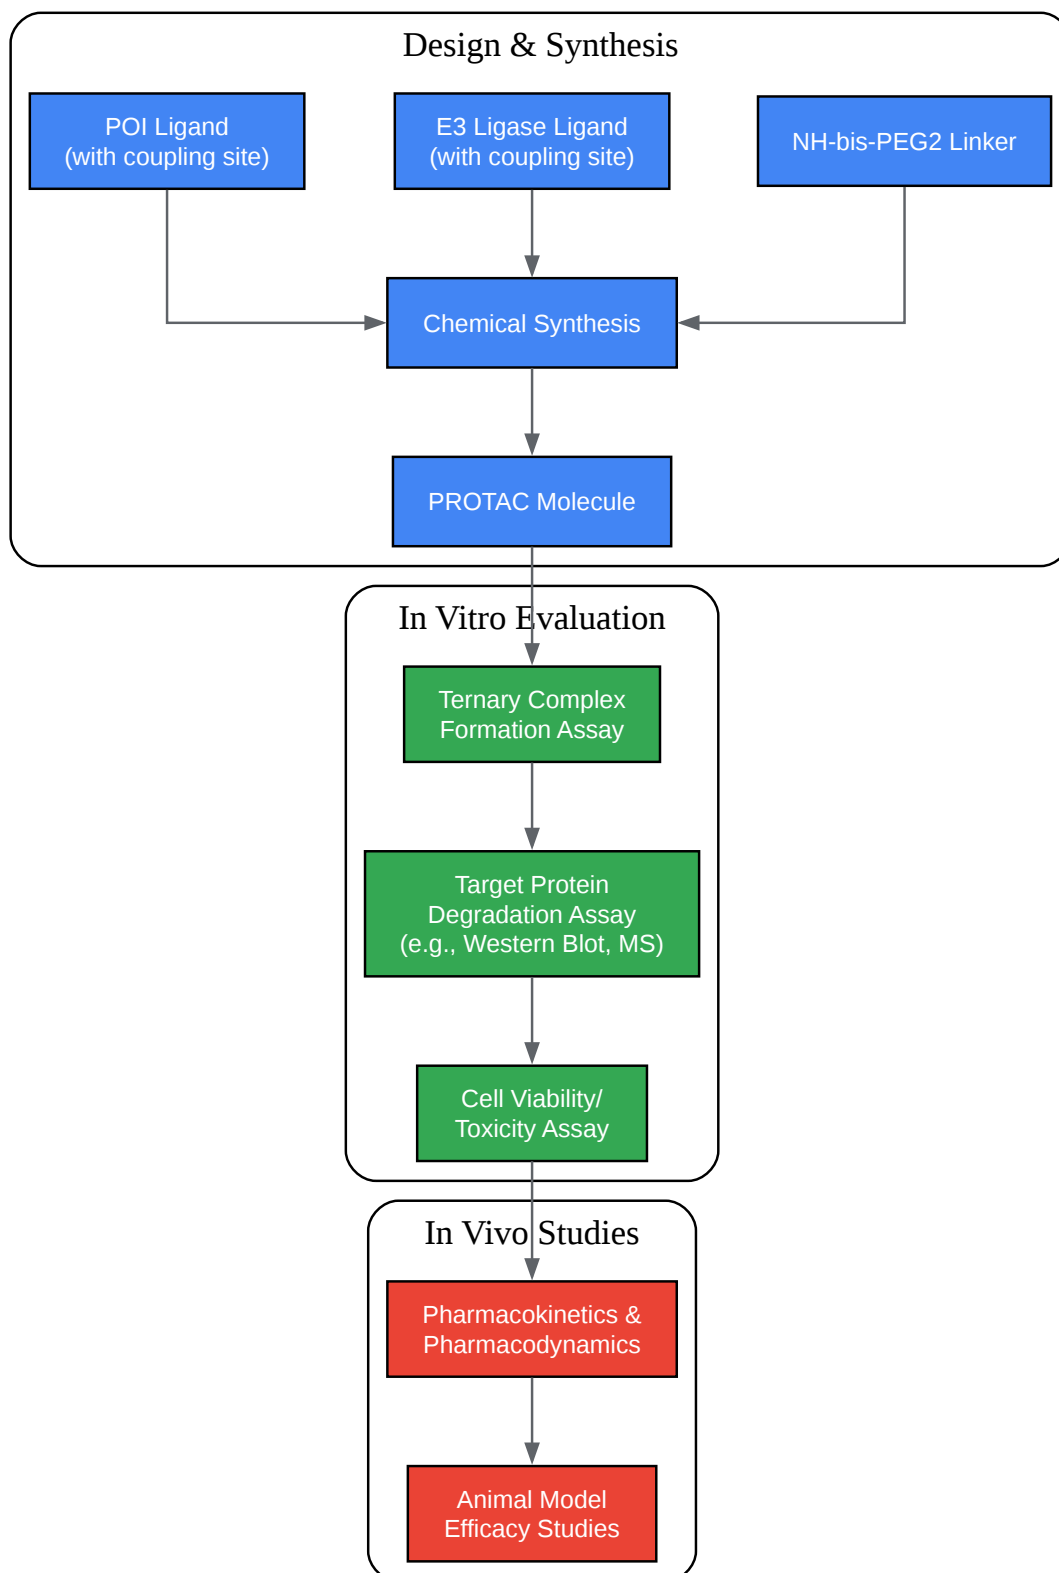 Design & Synthesis
POI Ligand
(with coupling site)
E3 Ligase Ligand
(with coupling site)
NH-bis-PEG2 Linker
Chemical Synthesis
PROTAC Molecule
In Vitro Evaluation
Ternary Complex
Formation Assay
Target Protein
Degradation Assay
(e.g., Western Blot, MS)
Cell Viability/
Toxicity Assay
In Vivo Studies
Pharmacokinetics &
Pharmacodynamics
Animal Model
Efficacy Studies